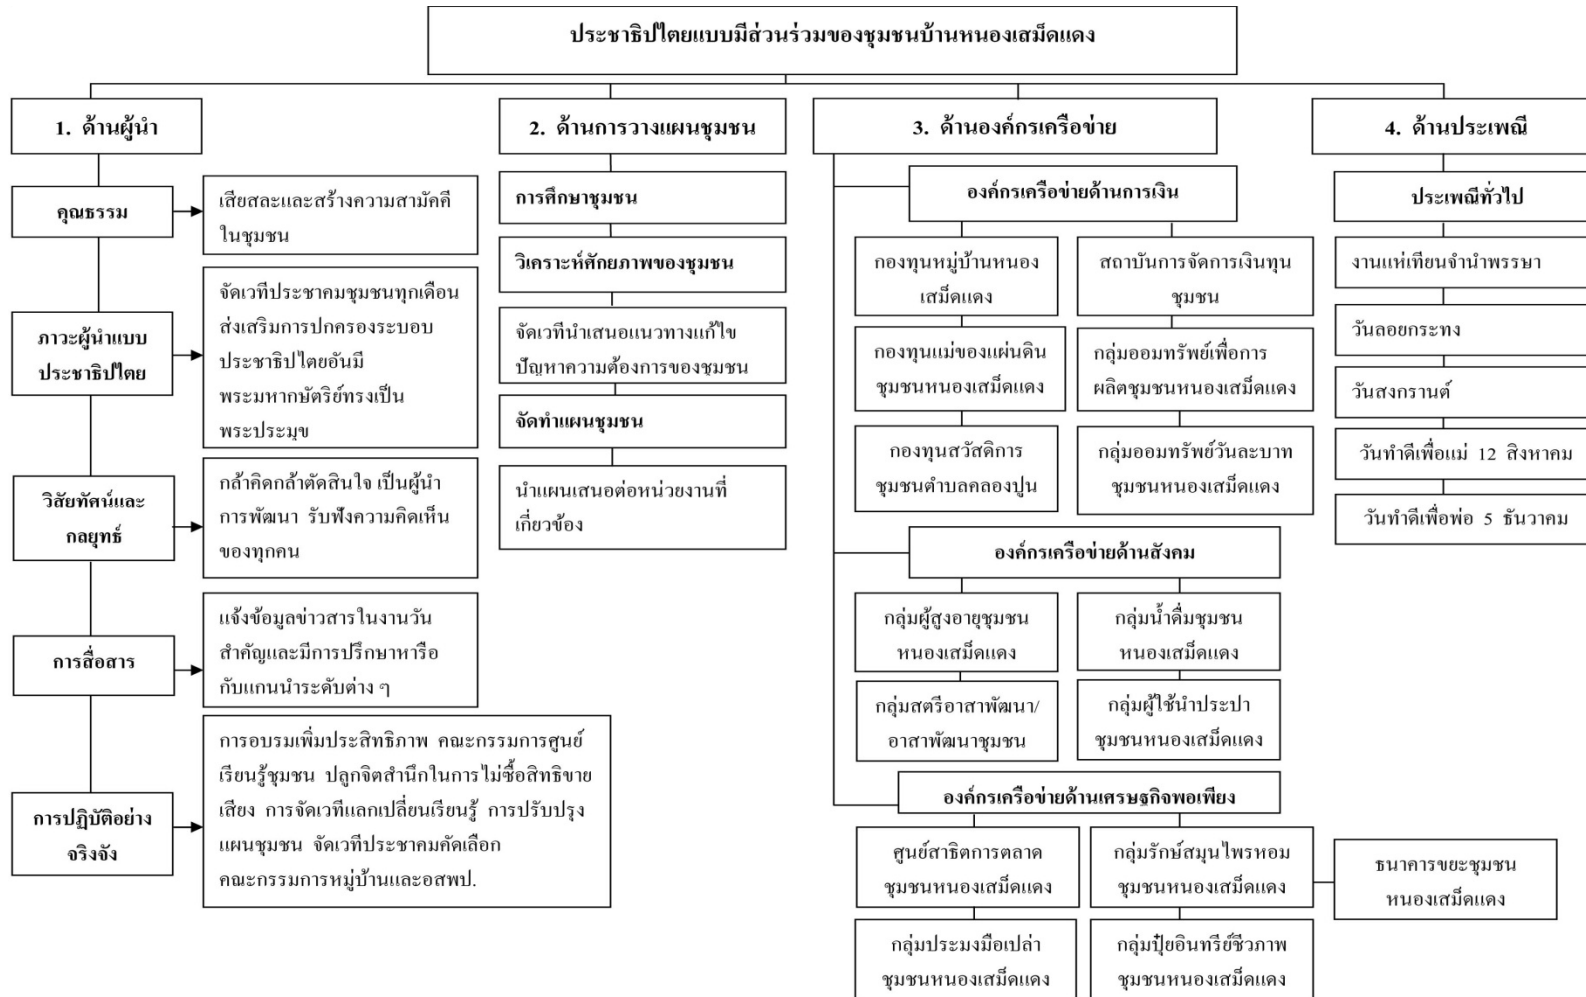 ประชาธิปไตยแบบมีส่วนร่วมของชุมชนบ้านหนองเสม็ดแดง
1. ด้านผู้นำ
คุณธรรม
เสียสละและสร้างความสามัคคี
ในชุมชน
ภาวะผู้นำแบบ
ประชาธิปไตย
จัดเวทีประชาคมชุมชนทุกเดือน
ส่งเสริมการปกครองระบอบ
ประชาธิปไตยอันมี
พระมหากษัตริย์ทรงเป็น
พระประมุข
วิสัยทัศน์และ
กลยุทธ์
กล้าคิดกล้าตัดสินใจ เป็นผู้นำ
การพัฒนา รับฟังความคิดเห็น
ของทุกคน
การสื่อสาร
แจ้งข้อมูลข่าวสารในงานวัน
สำคัญและมีการปรึกษาหารือ
กับแกนนำระดับต่าง ๆ
การปฏิบัติอย่าง
จริงจัง
การอบรมเพิ่มประสิทธิภาพ คณะกรรมการศูนย์
เรียนรู้ชุมชน ปลูกจิตสำนึกในการไม่ซื้อสิทธิขาย
เสียง การจัดเวทีแลกเปลี่ยนเรียนรู้ การปรับปรุง
แผนชุมชน จัดเวทีประชาคมคัดเลือก
คณะกรรมการหมู่บ้านและอสพป.
2. ด้านการวางแผนชุมชน
การศึกษาชุมชน
วิเคราะห์ศักยภาพของชุมชน
จัดเวทีนำเสนอแนวทางแก้ไข
ปัญหาความต้องการของชุมชน
จัดทำแผนชุมชน
นำแผนเสนอต่อหน่วยงานที่
เกี่ยวข้อง
3. ด้านองค์กรเครือข่าย
องค์กรเครือข่ายด้านการเงิน
กองทุนหมู่บ้านหนอง
เสม็ดแดง
สถาบันการจัดการเงินทุน
ชุมชน
กองทุนแม่ของแผ่นดิน
ชุมชนหนองเสม็ดแดง
กลุ่มออมทรัพย์เพื่อการ
ผลิตชุมชนหนองเสม็ดแดง
กองทุนสวัสดิการ
ชุมชนตำบลคลองปูน
กลุ่มออมทรัพย์วันละบาท
ชุมชนหนองเสม็ดแดง
องค์กรเครือข่ายด้านสังคม
กลุ่มผู้สูงอายุชุมชน
หนองเสม็ดแดง
กลุ่มน้ำดื่มชุมชน
หนองเสม็ดแดง
กลุ่มสตรีอาสาพัฒนา/
อาสาพัฒนาชุมชน
กลุ่มผู้ใช้นำประปา
ชุมชนหนองเสม็ดแดง
องค์กรเครือข่ายด้านเศรษฐกิจพอเพียง
ศูนย์สาธิตการตลาด
ชุมชนหนองเสม็ดแดง
กลุ่มรักษ์สมุนไพรหอม
ชุมชนหนองเสม็ดแดง
ธนาคารขยะชุมชน
หนองเสม็ดแดง
กลุ่มประมงมือเปล่า
ชุมชนหนองเสม็ดแดง
กลุ่มปุ๋ยอินทรีย์ชีวภาพ
ชุมชนหนองเสม็ดแดง
4. ด้านประเพณี
ประเพณีทั่วไป
งานแห่เทียนจำนำพรรษา
วันลอยกระทง
วันสงกรานต์
วันทำดีเพื่อแม่ 12 สิงหาคม
วันทำดีเพื่อพ่อ 5 ธันวาคม